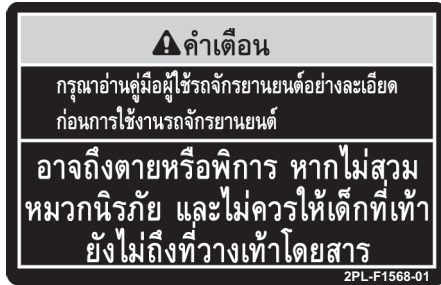 คำเตือน
กรุณาอ่านคู่มือผู้ใช้รถจักรยานยนต์อย่างละเอียด
ก่อนการใช้งานรถจักรยานยนต์
อาจถึงตายหรือพิการ หากไม่สวม
หมวกนิรภัย และไม่ควรให้เด็กที่เท้า
ยังไม่ถึงที่วางเท้าโดยสาร
2PL-F1568-01